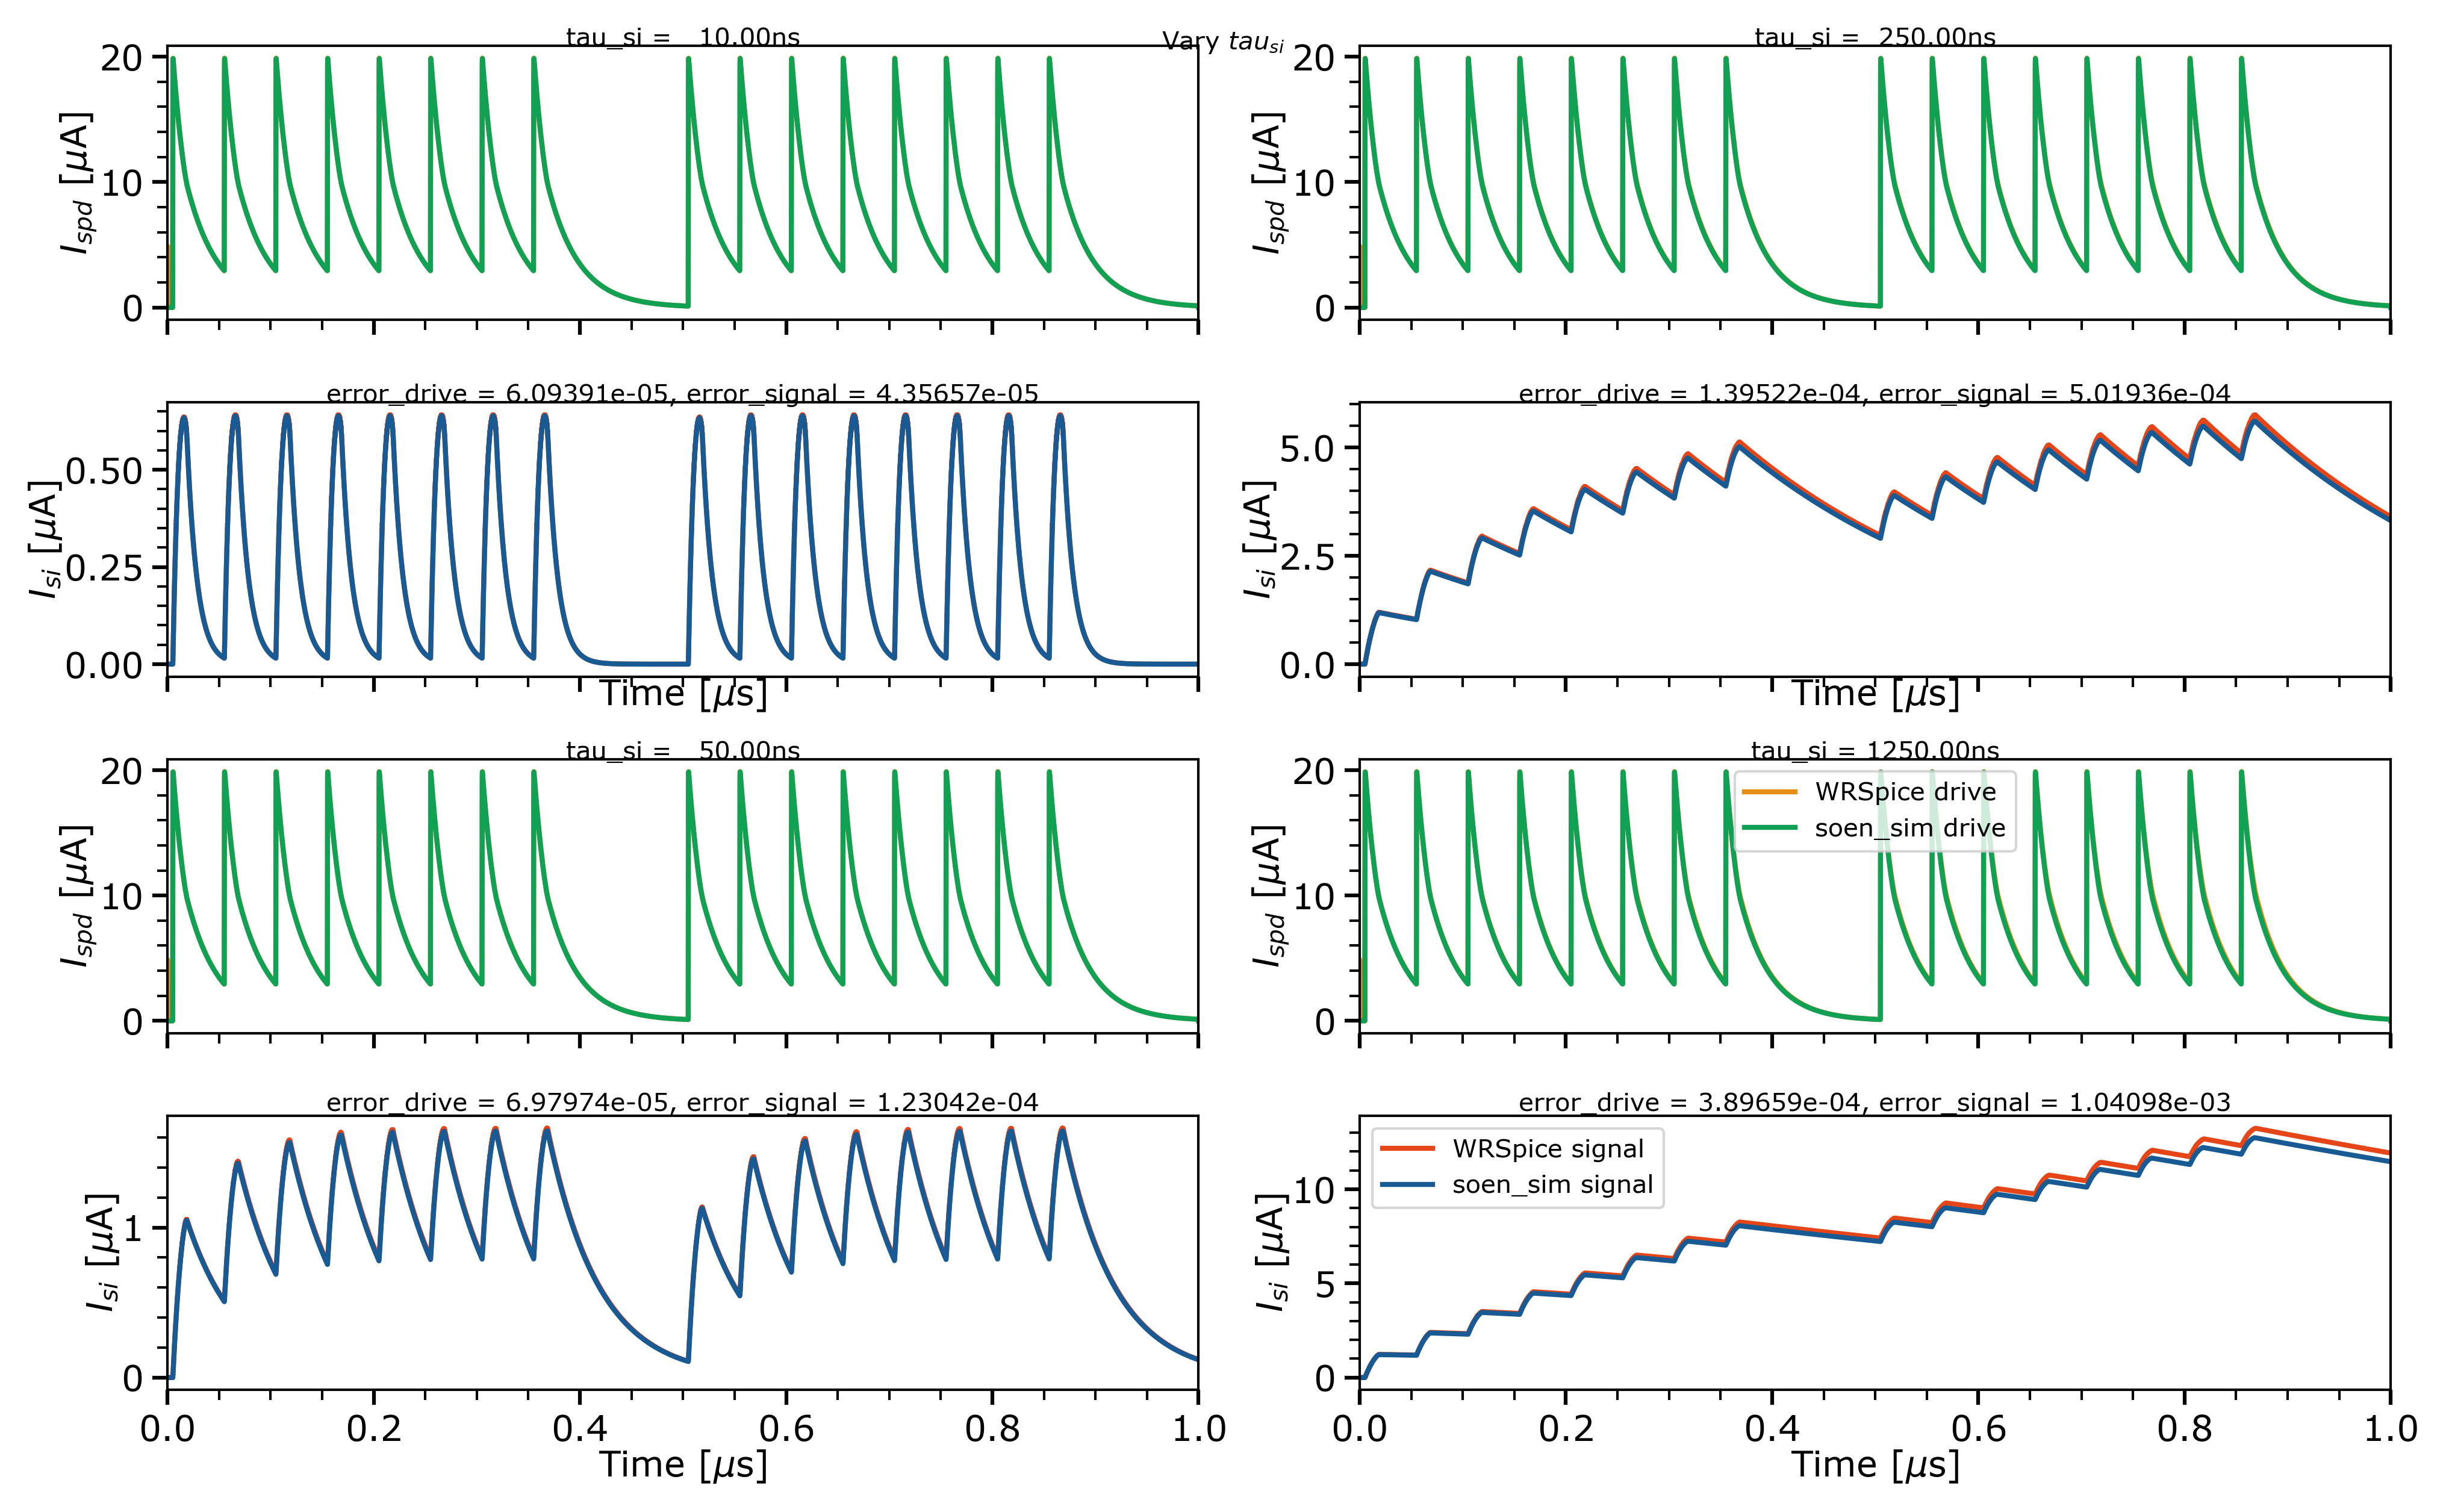 Vary tau_si
tau_si =   10.00ns
20
10
0
I_spd [μA]
tau_si =  250.00ns
20
10
0
I_spd [μA]
error_drive = 6.09391e-05, error_signal = 4.35657e-05
0.50
0.25
0.00
I_si [μA]
Time [μs]
error_drive = 1.39522e-04, error_signal = 5.01936e-04
5.0
2.5
0.0
I_si [μA]
Time [μs]
tau_si =   50.00ns
20
10
0
I_spd [μA]
tau_si = 1250.00ns
20
10
0
I_spd [μA]
WRSpice drive
soen_sim drive
error_drive = 6.97974e-05, error_signal = 1.23042e-04
1
0
I_si [μA]
0.0 0.2 0.4 0.6 0.8 1.0
Time [μs]
error_drive = 3.89659e-04, error_signal = 1.04098e-03
WRSpice signal
soen_sim signal
10
5
0
I_si [μA]
0.0 0.2 0.4 0.6 0.8 1.0
Time [μs]